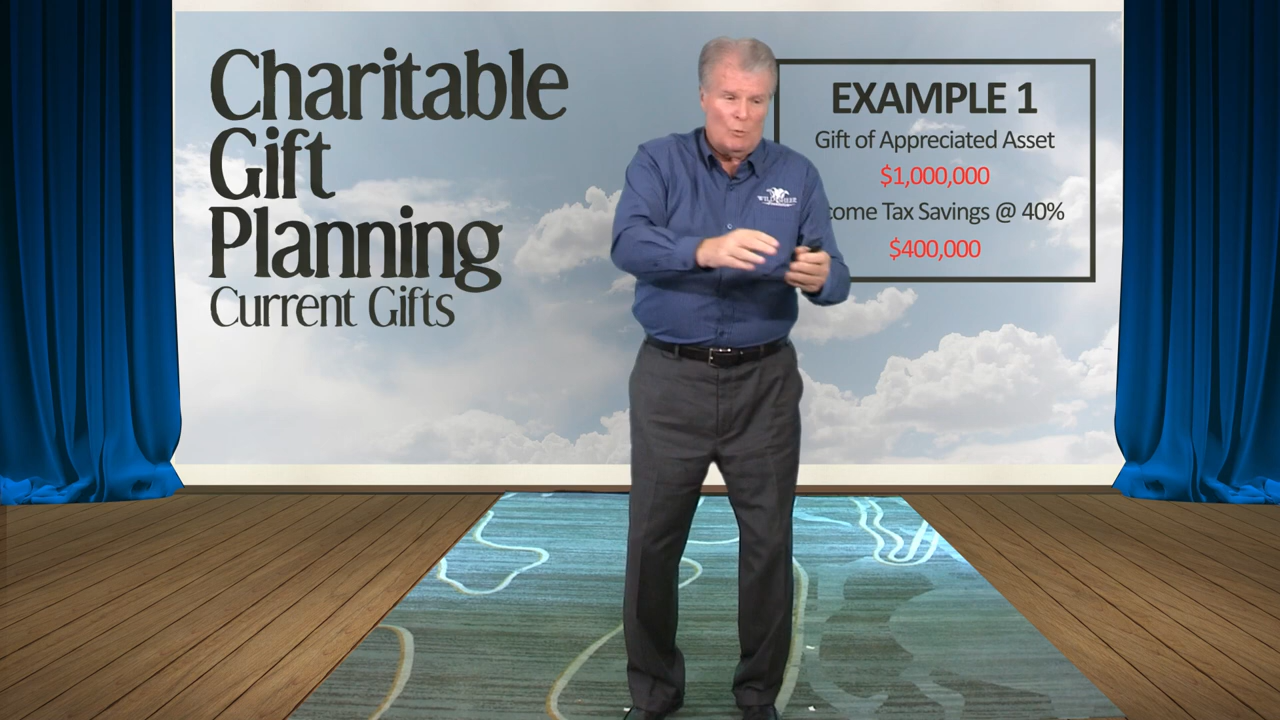 Charitable
Gift
Planning
Current Gifts
EXAMPLE 1
Gift of Appreciated Asset
$1,000,000
come Tax Savings @ 40%
$400,000